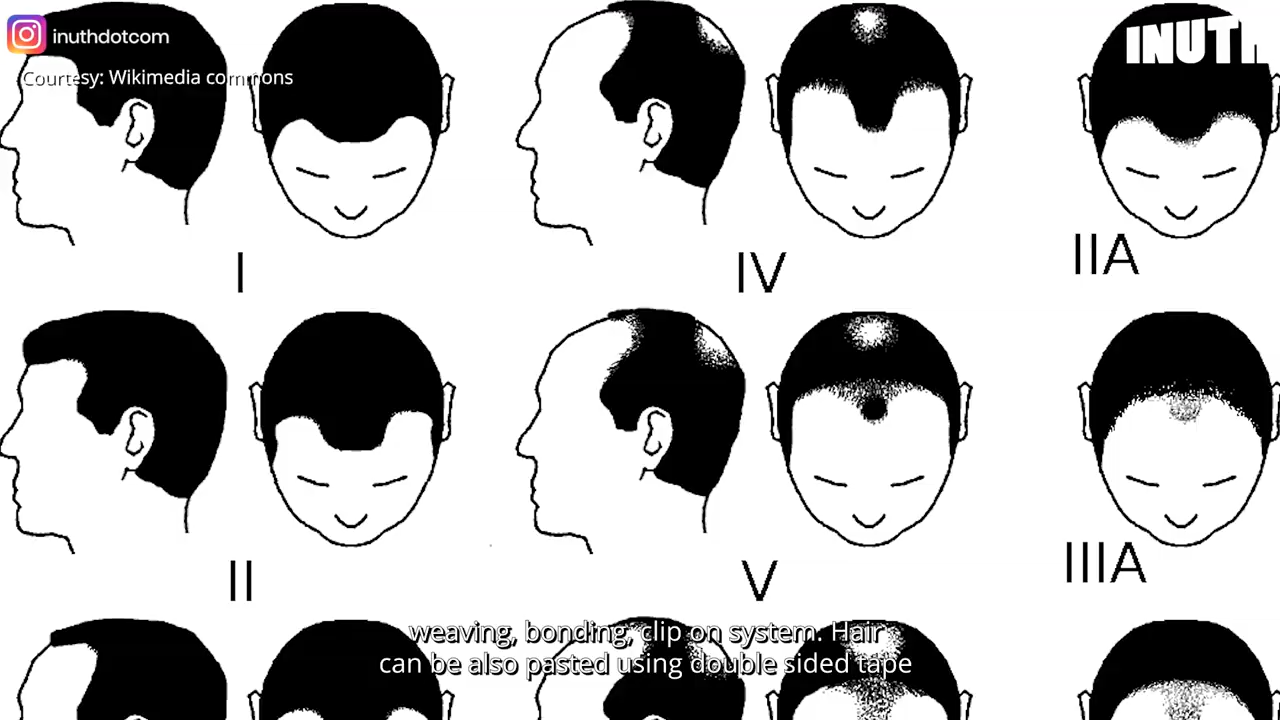 inuthdotcom
INUTH
Courtesy: Wikimedia commons
I
IV
IIA
II
V
IIIA
weaving, bonding, clip on system. Hair
can be also pasted using double sided tape